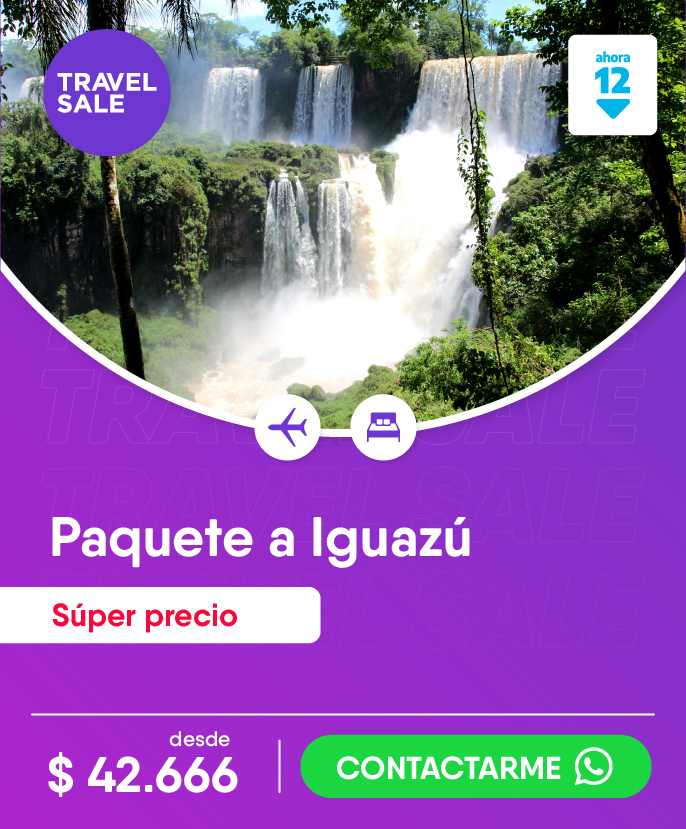 TRAVEL
SALE
ahora
12
TRAVEL SALE
TRAVEL SALE
Paquete a Iguazú
TRAVEL SALE
Súper precio
desde
$ 42.666
CONTACTARME